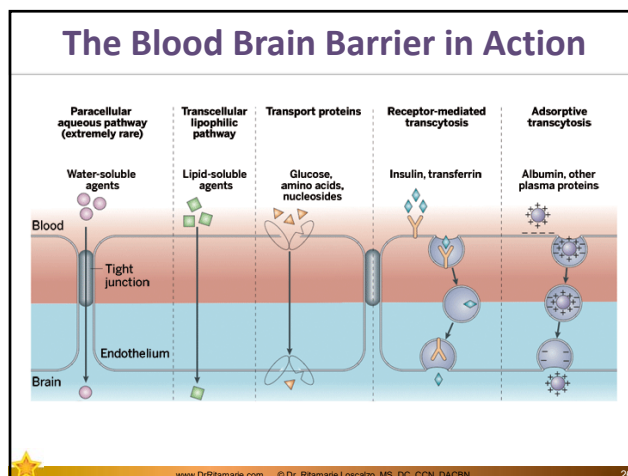 The Blood Brain Barrier in Action
Paracellular
aqueous pathway
(extremely rare)
Water-soluble
agents
Transcellular
lipophilic
pathway
Lipid-soluble
agents
Transport proteins
Glucose,
amino acids,
nucleosides
Receptor-mediated
transcytosis
Insulin, transferrin
Adsorptive
transcytosis
Albumin, other
plasma proteins
Blood
Tight
junction
Endothelium
Brain
www.DrRitamarie.com © Dr. Ritamarie Loscalzo, MS, DC, CCN, DACBN